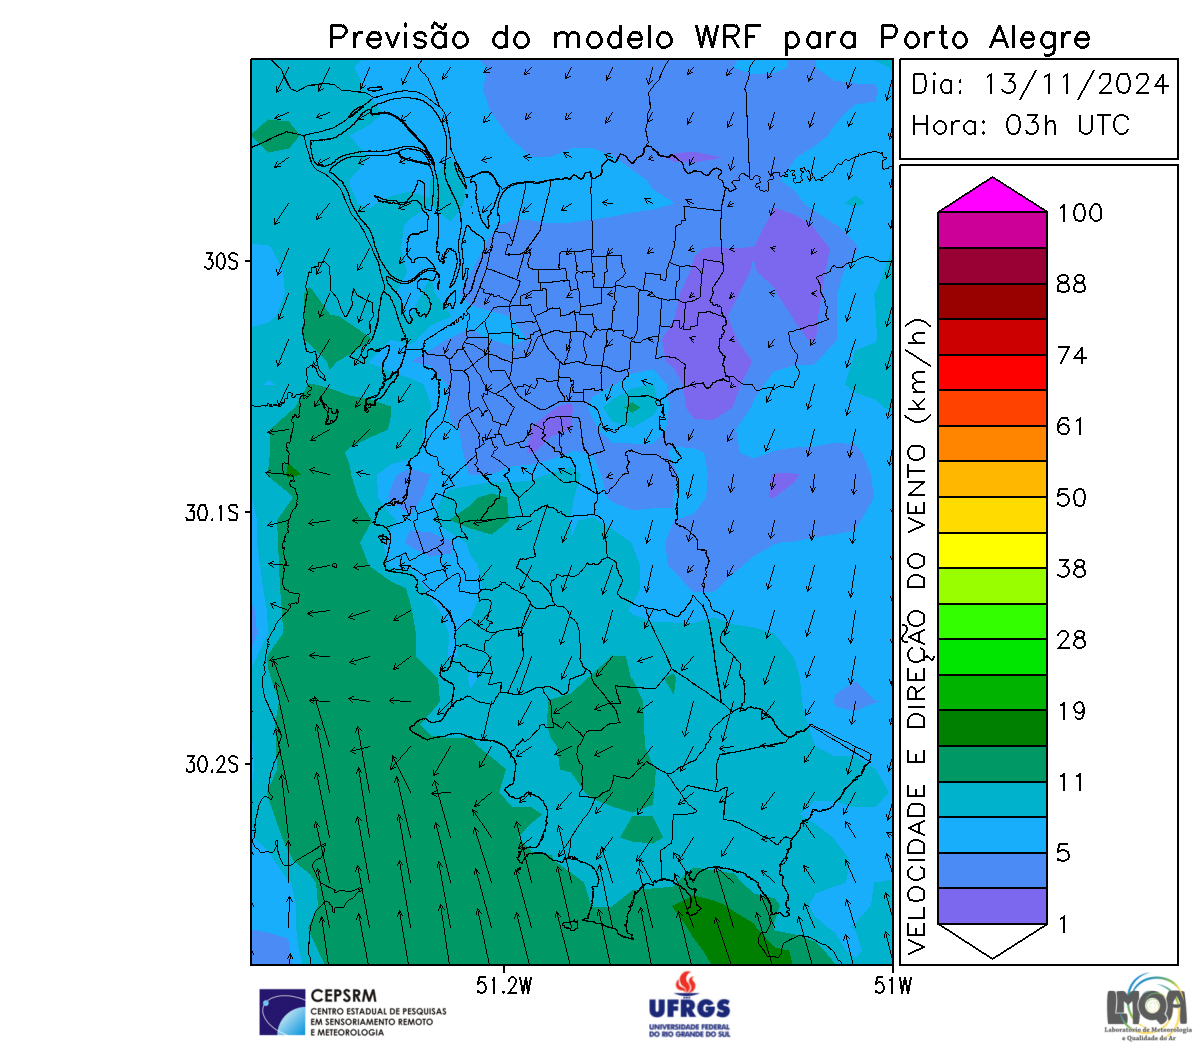 Previsão do modelo WRF para Porto Alegre
Dia: 13/11/2024
Hora: 03h UTC
30S
30.1S
30.2S
51.2W
51W
VELOCIDADE E DIREÇÃO DO VENTO (km/h)
100
88
74
61
50
38
28
19
11
5
1
CEPSRM
CENTRO ESTADUAL DE PESQUISAS
EM SENSORIAMENTO REMOTO
E METEOROLOGIA
UFRGS
UNIVERSIDADE FEDERAL
DO RIO GRANDE DO SUL
LMQA
Laboratório de Meteorologia
e Qualidade do Ar